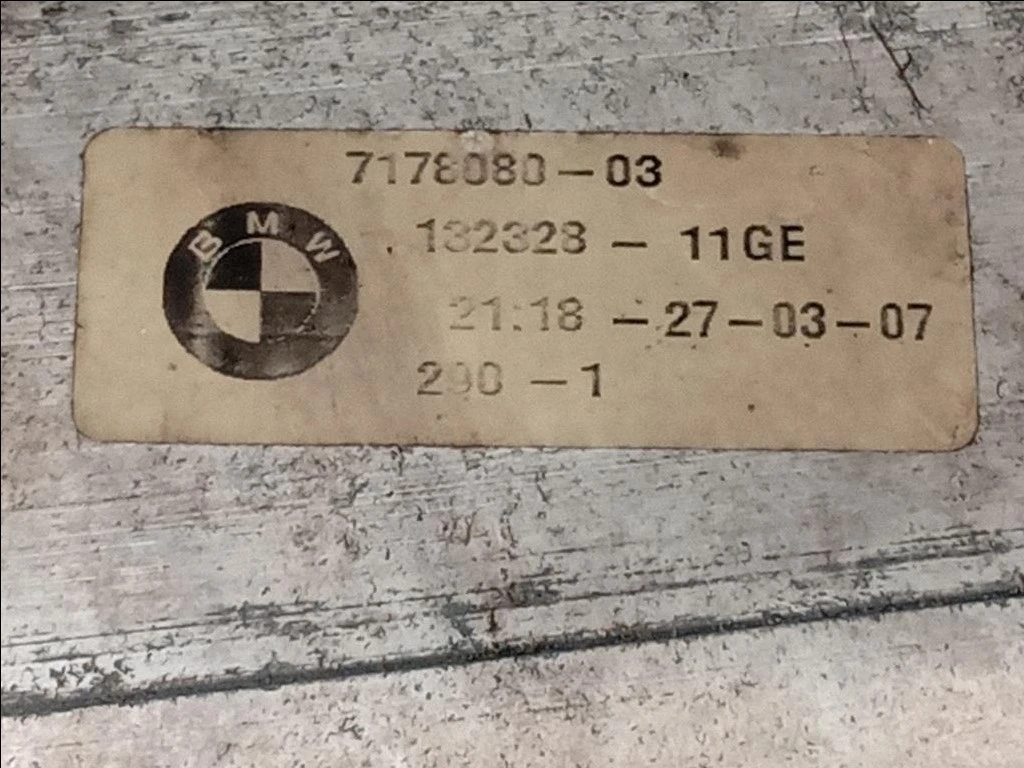 7178080-03
BMW
132328 - 11GE
21:18 - 27-03-07
290 - 1